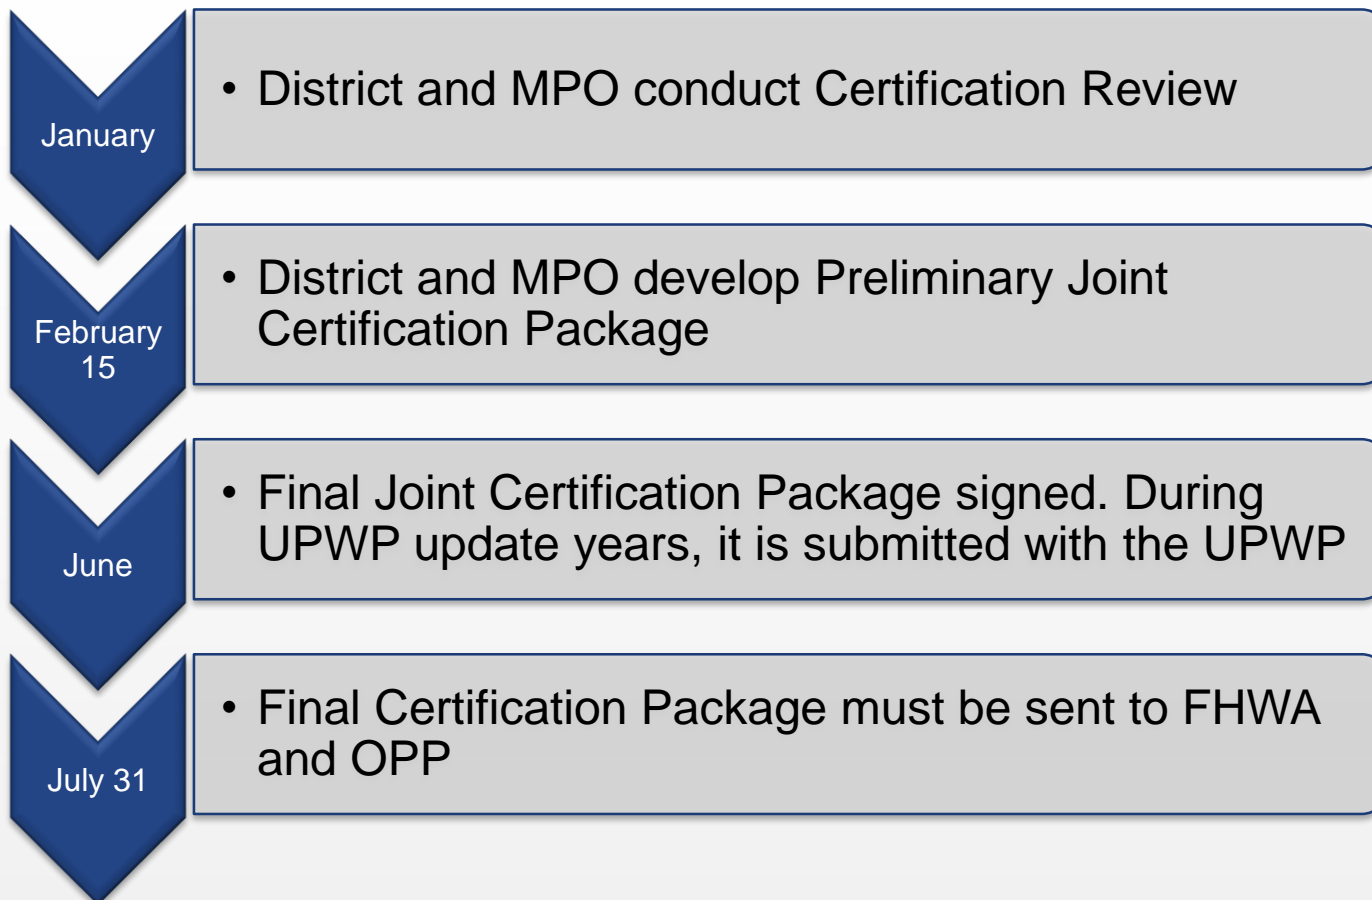 January
• District and MPO conduct Certification Review
February
15
• District and MPO develop Preliminary Joint
Certification Package
June
• Final Joint Certification Package signed. During
UPWP update years, it is submitted with the UPWP
July 31
• Final Certification Package must be sent to FHWA
and OPP